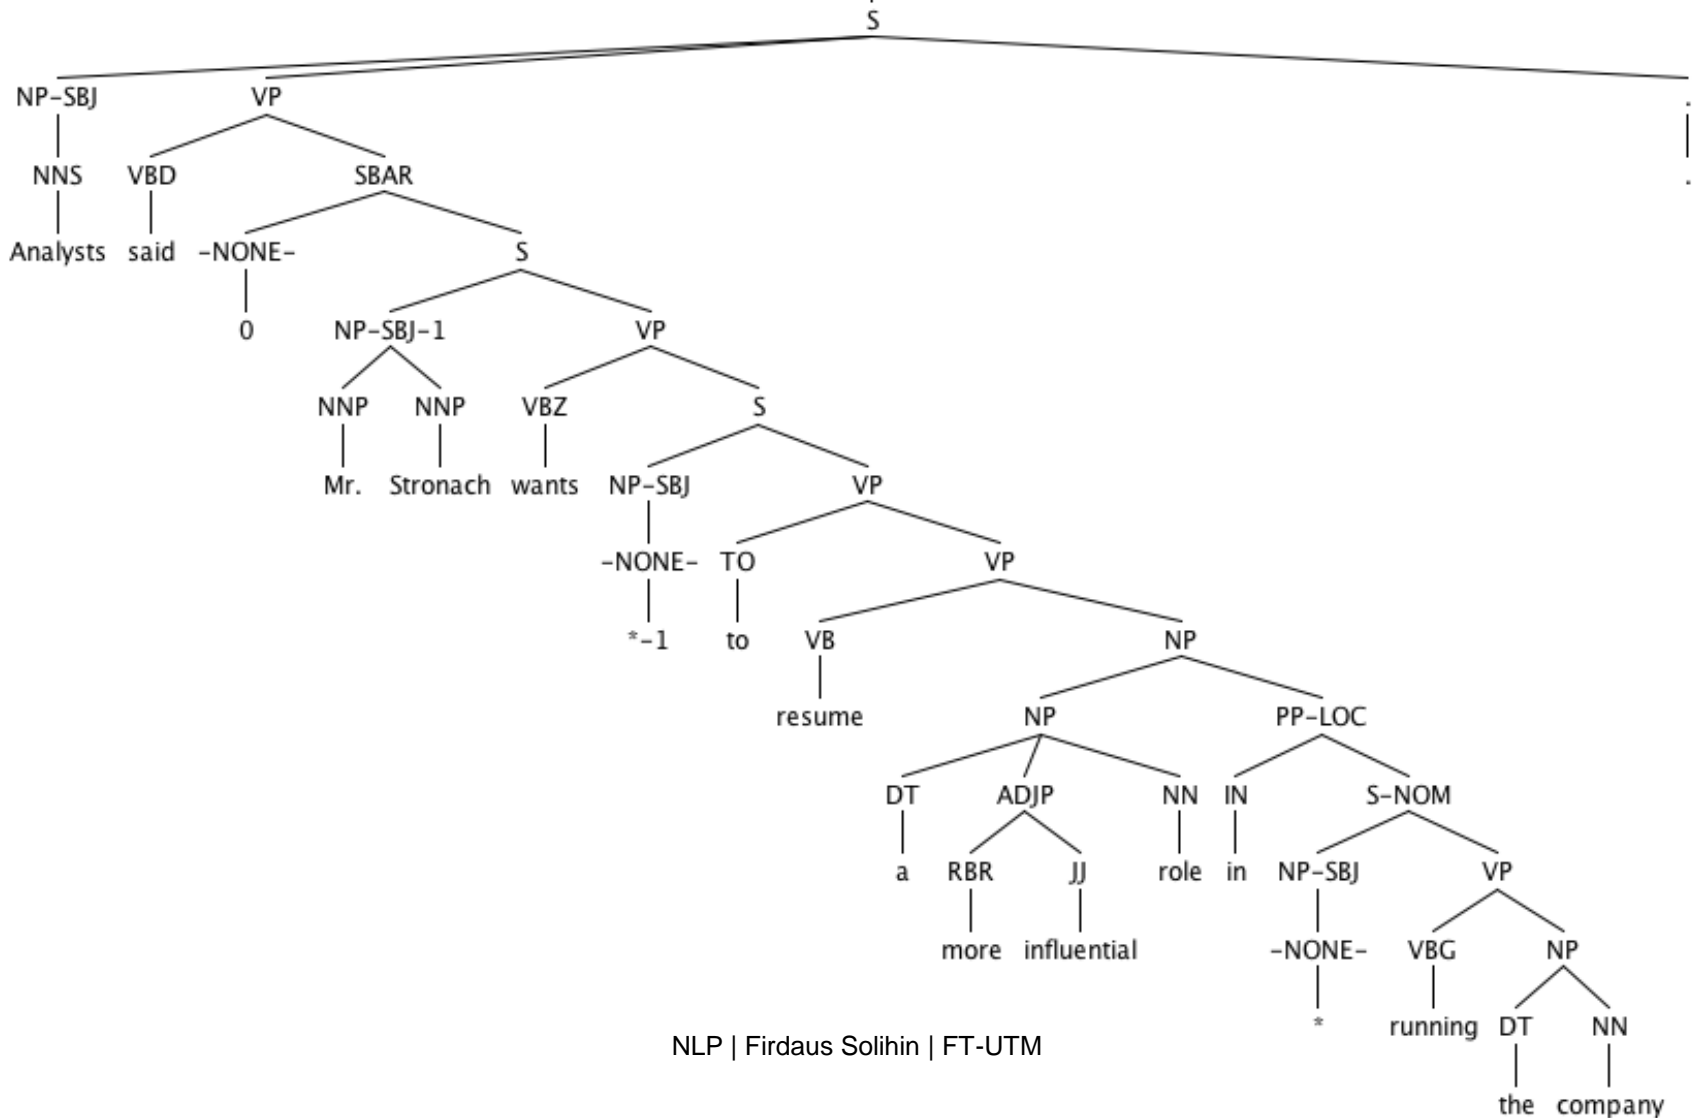 S
NP-SBJ VP .
NNS VBD SBAR .
Analysts said -NONE- S
0 NP-SBJ-1 VP
NNP NNP VBZ S
Mr. Stronach wants NP-SBJ VP
-NONE- TO VP
*-1 to VB NP
resume NP PP-LOC
DT ADJP NN IN S-NOM
a RBR JJ role in NP-SBJ VP
more influential -NONE- VBG NP
* running DT NN
NLP | Firdaus Solihin | FT-UTM
the company